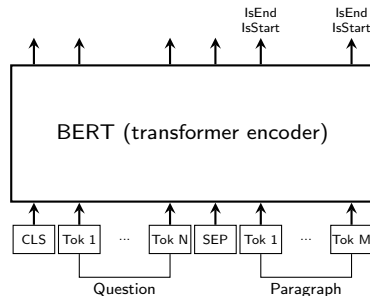 IsEnd IsEnd
IsStart IsStart
BERT (transformer encoder)
CLS Tok 1 ... Tok N SEP Tok 1 ... Tok M
Question Paragraph